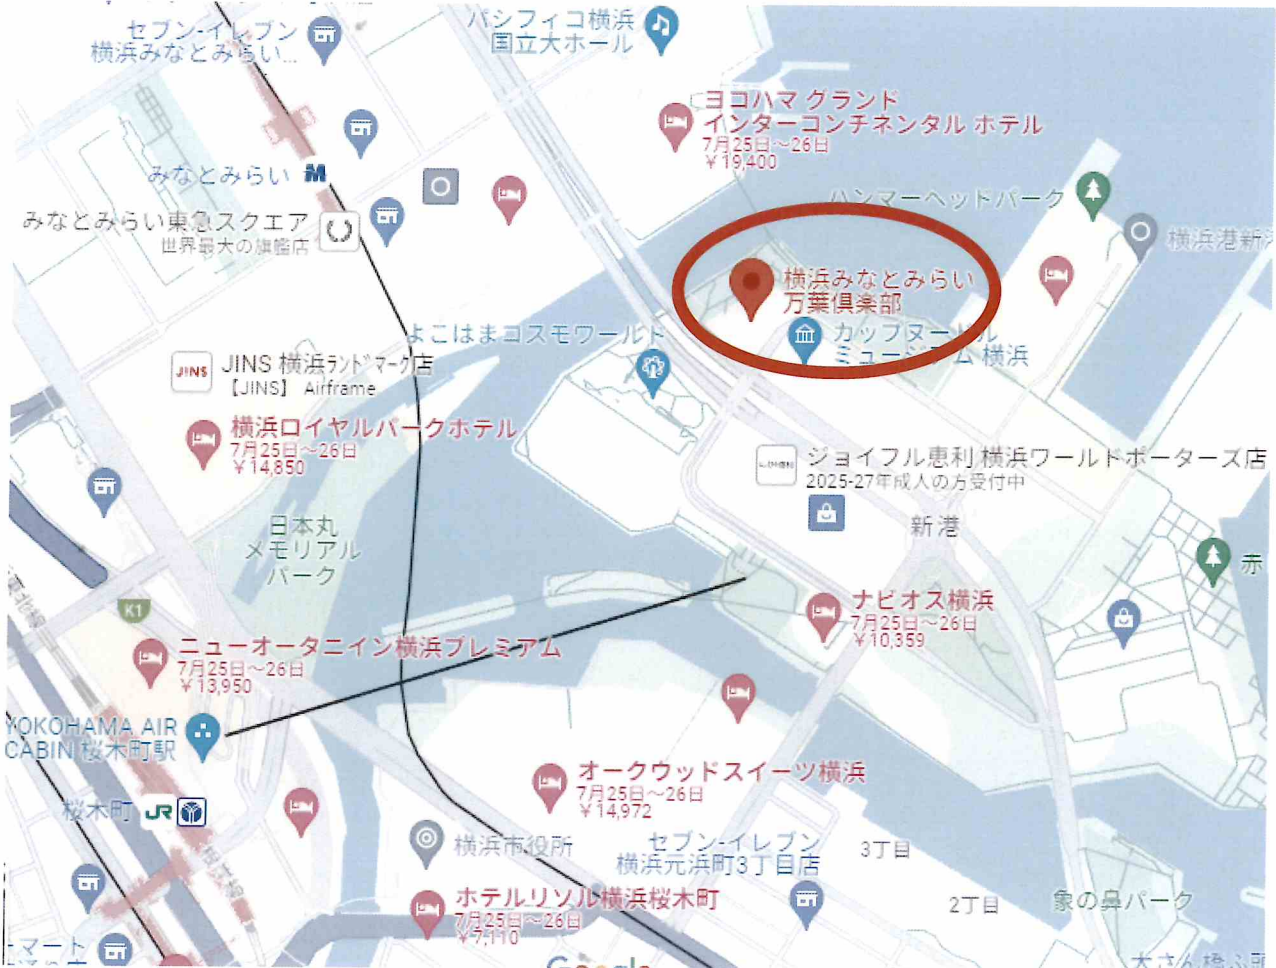 セブン-イレブン
横浜みなとみらい...
パシフィコ横浜
国立大ホール
ヨコハマ グランド
インターコンチネンタル ホテル
7月25日~26日
￥19,400
みなとみらい
ハンマーヘッドパーク
みなとみらい東急スクエア
世界最大の旗艦店
横浜港新港
横浜みなとみらい
万葉倶楽部
カップヌードル
ミュージアム 横浜
よこはまコスモワールド
JINS
JINS 横浜ランドマーク店
【JINS】 Airframe
横浜ロイヤルパークホテル
7月25日~26日
￥14,850
ジョイフル恵利 横浜ワールドポーターズ店
2025-27年成人の方受付中
新港
日本丸
メモリアル
パーク
赤
K1
ナビオス横浜
7月25日~26日
￥10,359
ニューオータニイン横浜プレミアム
7月25日~26日
￥13,950
YOKOHAMA AIR
CABIN 桜木町駅
オークウッドスイーツ横浜
7月25日~26日
￥14,972
桜木町 JR
横浜市役所
セブン-イレブン
横浜元浜町3丁目店
3丁目
ホテルリソル横浜桜木町
7月25日~26日
￥7,110
2丁目
象の鼻パーク
ーマート
Google
大さん橋ふ頭